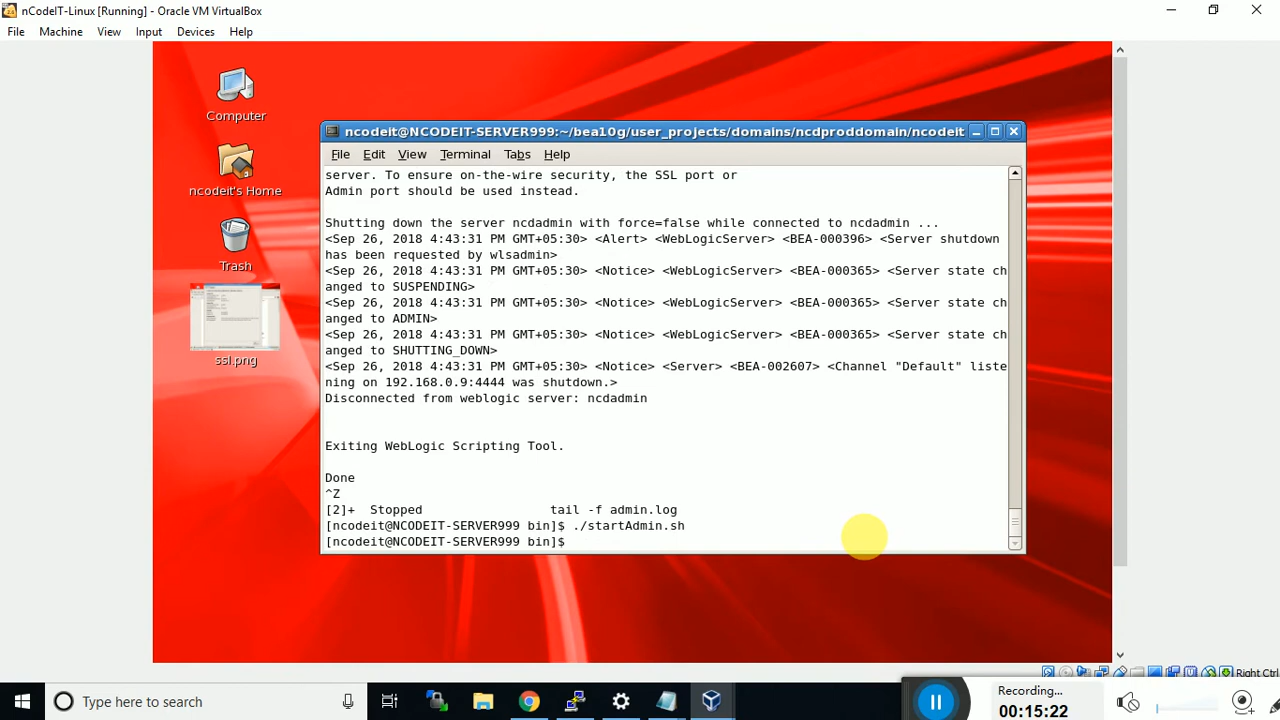 nCodeIT-Linux [Running] - Oracle VM VirtualBox
File Machine View Input Devices Help
Computer
ncodeit's Home
Trash
ssl.png
ncodeit@NCODEIT-SERVER999:~/bea10g/user_projects/domains/ncdproddomain/ncodeit
File Edit View Terminal Tabs Help
server. To ensure on-the-wire security, the SSL port or
Admin port should be used instead.
Shutting down the server ncdadmin with force=false while connected to ncdadmin ...
<Sep 26, 2018 4:43:31 PM GMT+05:30> <Alert> <WebLogicServer> <BEA-000396> <Server shutdown
has been requested by wlsadmin>
<Sep 26, 2018 4:43:31 PM GMT+05:30> <Notice> <WebLogicServer> <BEA-000365> <Server state ch
anged to SUSPENDING>
<Sep 26, 2018 4:43:31 PM GMT+05:30> <Notice> <WebLogicServer> <BEA-000365> <Server state ch
anged to ADMIN>
<Sep 26, 2018 4:43:31 PM GMT+05:30> <Notice> <WebLogicServer> <BEA-000365> <Server state ch
anged to SHUTTING_DOWN>
<Sep 26, 2018 4:43:31 PM GMT+05:30> <Notice> <Server> <BEA-002607> <Channel "Default" liste
ning on 192.168.0.9:4444 was shutdown.>
Disconnected from weblogic server: ncdadmin
Exiting WebLogic Scripting Tool.
Done
^Z
[2]+ Stopped tail -f admin.log
[ncodeit@NCODEIT-SERVER999 bin]$ ./startAdmin.sh
[ncodeit@NCODEIT-SERVER999 bin]$
Right Ctrl
Type here to search
Recording...
00:15:22